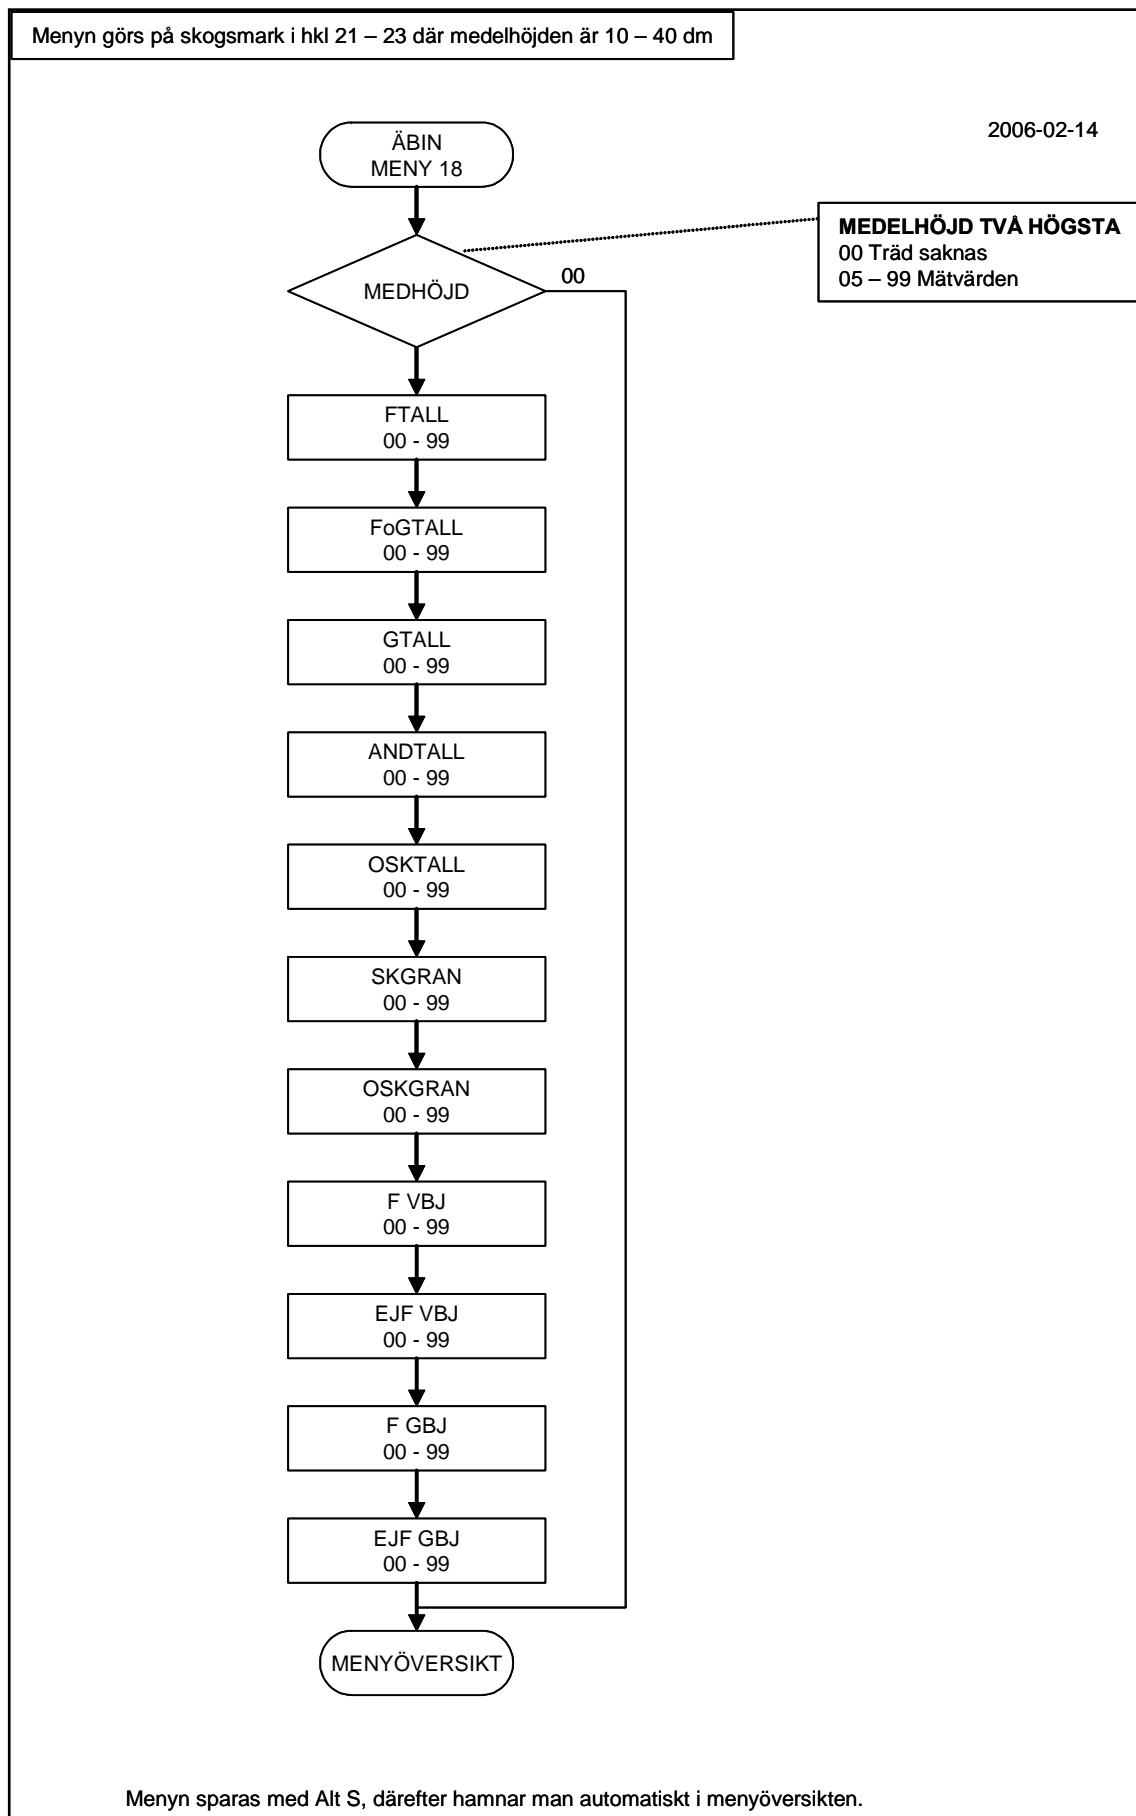 Menyn görs på skogsmark i hkl 21 – 23 där medelhöjden är 10 – 40 dm
2006-02-14
ÄBIN
MENY 18
MEDELHÖJD TVÅ HÖGSTA
00 Träd saknas
05 – 99 Mätvärden
MEDHÖJD
00
FTALL
00 - 99
FoGTALL
00 - 99
GTALL
00 - 99
ANDTALL
00 - 99
OSKTALL
00 - 99
SKGRAN
00 - 99
OSKGRAN
00 - 99
F VBJ
00 - 99
EJF VBJ
00 - 99
F GBJ
00 - 99
EJF GBJ
00 - 99
MENYÖVERSIKT
Menyn sparas med Alt S, därefter hamnar man automatiskt i menyöversikten.